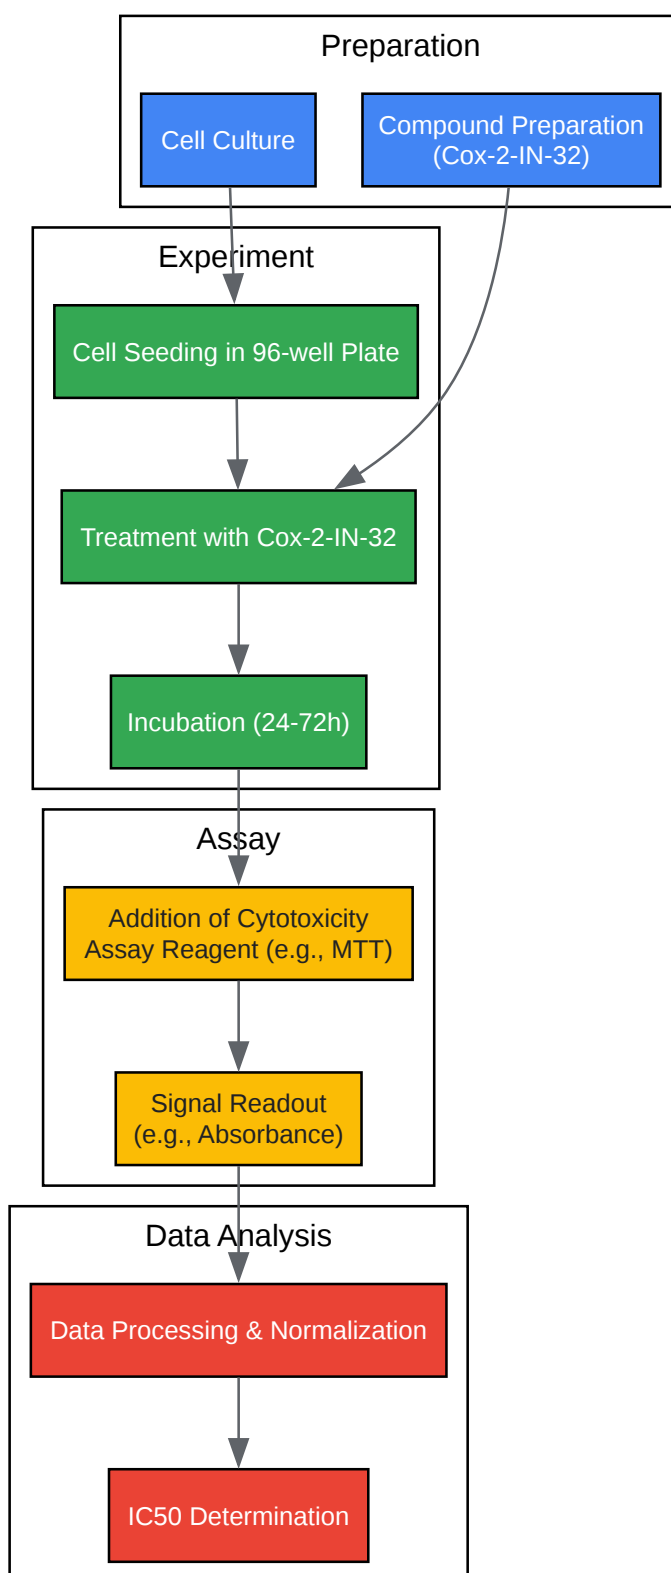 Preparation
Cell Culture
Compound Preparation
(Cox-2-IN-32)
Experiment
Cell Seeding in 96-well Plate
Treatment with Cox-2-IN-32
Incubation (24-72h)
Assay
Addition of Cytotoxicity
Assay Reagent (e.g., MTT)
Signal Readout
(e.g., Absorbance)
Data Analysis
Data Processing & Normalization
IC50 Determination